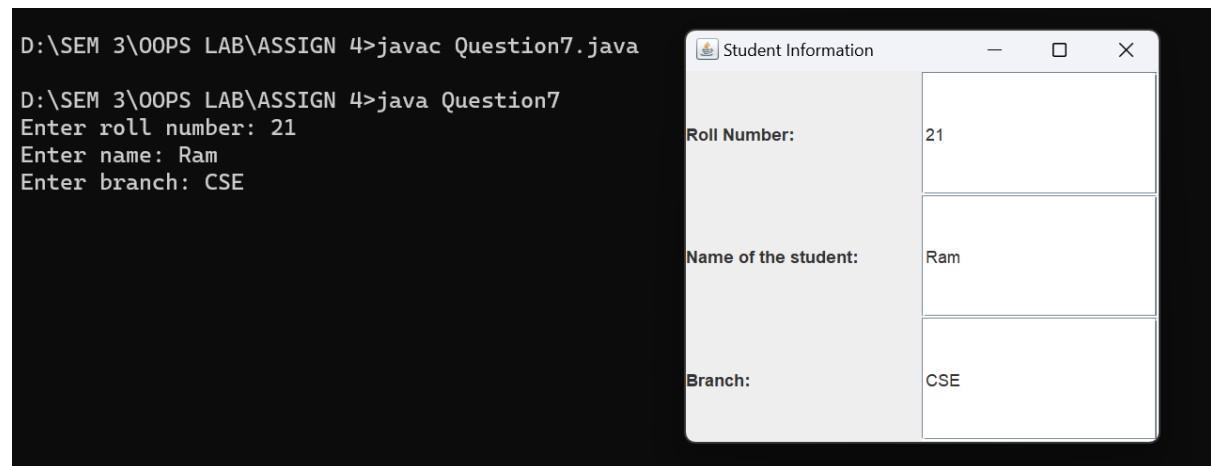 D:\SEM 3\OOPS LAB\ASSIGN 4>javac Question7.java
D:\SEM 3\OOPS LAB\ASSIGN 4>java Question7
Enter roll number: 21
Enter name: Ram
Enter branch: CSE
Student Information
Roll Number: 21
Name of the student: Ram
Branch: CSE